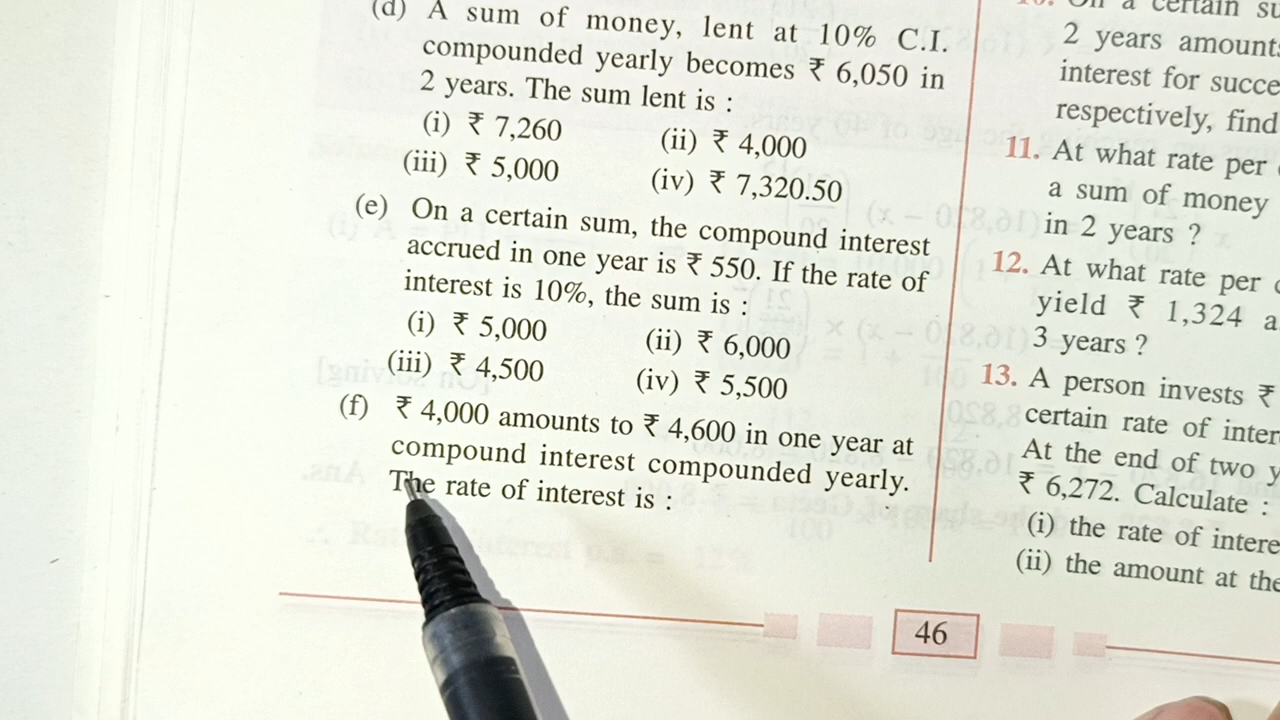 (d) A sum of money, lent at 10% C.I.
compounded yearly becomes ₹ 6,050 in
2 years. The sum lent is :
(i) ₹ 7,260 (ii) ₹ 4,000
(iii) ₹ 5,000 (iv) ₹ 7,320.50
(e) On a certain sum, the compound interest
accrued in one year is ₹ 550. If the rate of
interest is 10%, the sum is :
(i) ₹ 5,000 (ii) ₹ 6,000
(iii) ₹ 4,500 (iv) ₹ 5,500
(f) ₹ 4,000 amounts to ₹ 4,600 in one year at
compound interest compounded yearly.
The rate of interest is :
a certain
2 years
interest for
respectively, find
11. At what rate per
a sum of money
in 2 years ?
12. At what rate per
yield ₹ 1,324
3 years ?
13. A person invests ₹
certain rate of
At the end of two
₹ 6,272. Calculate :
(i) the rate of
(ii) the amount at
46